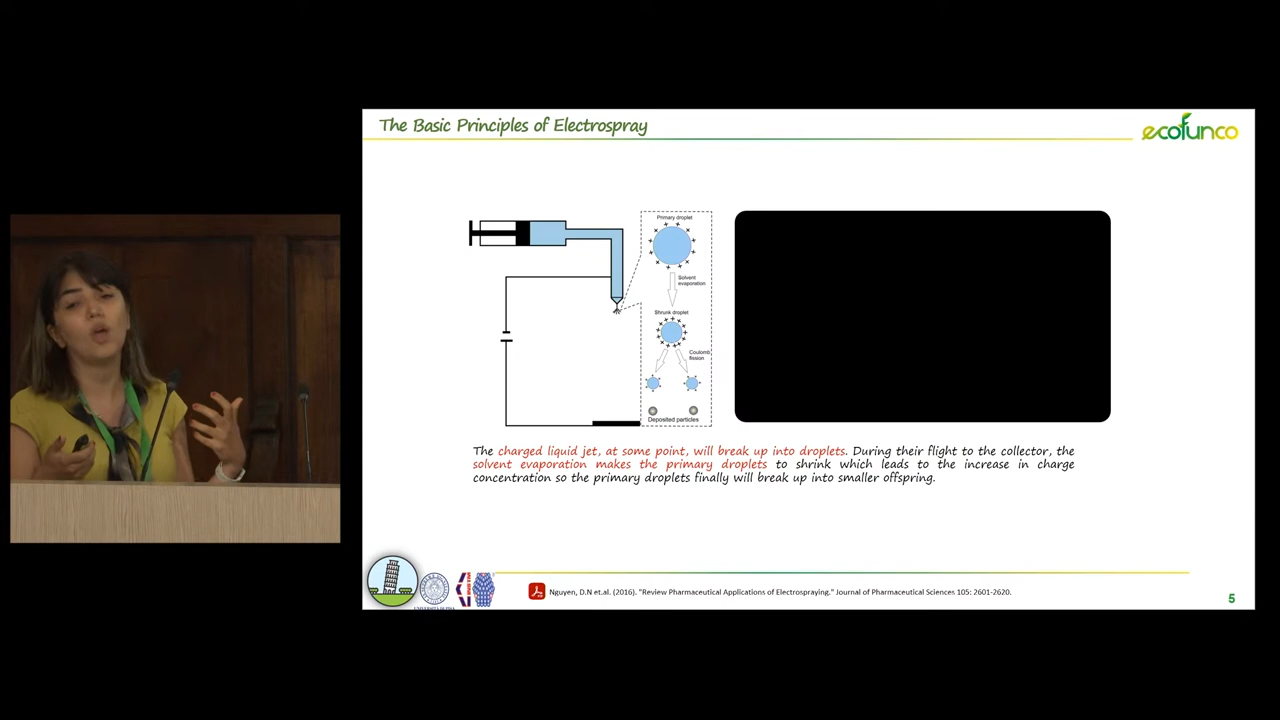 The Basic Principles of Electrospray
ecofunco
Primary droplet
Solvent
evaporation
Shrunk droplet
Coulomb
fission
Deposited particles
The charged liquid jet, at some point, will break up into droplets. During their flight to the collector, the
solvent evaporation makes the primary droplets to shrink which leads to the increase in charge
concentration so the primary droplets finally will break up into smaller offspring.
Nguyen, D.N et.al. (2016). "Review Pharmaceutical Applications of Electrospraying." Journal of Pharmaceutical Sciences 105: 2601-2620.
5